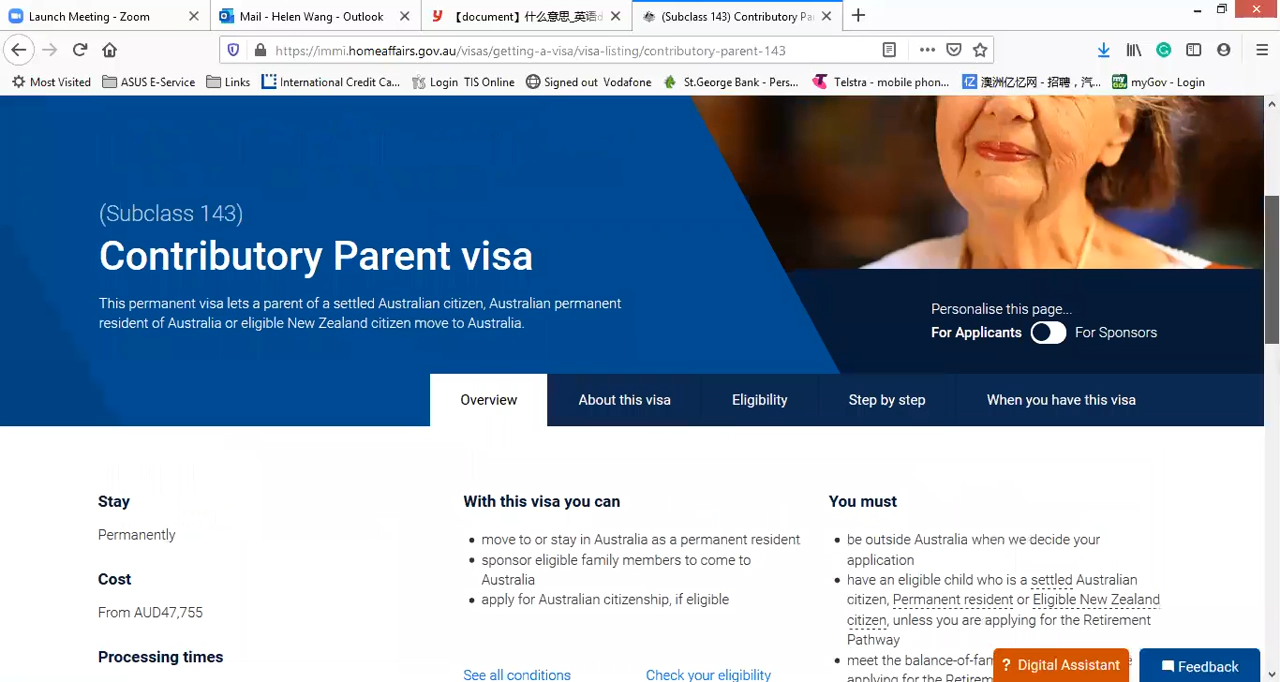 Launch Meeting - Zoom
Mail - Helen Wang - Outlook
【document】什么意思_英语
(Subclass 143) Contributory Pa
https://immi.homeaffairs.gov.au/visas/getting-a-visa/visa-listing/contributory-parent-143
Most Visited
ASUS E-Service
Links
International Credit Ca...
Login TIS Online
Signed out Vodafone
St.George Bank - Pers...
Telstra - mobile phon...
澳洲亿忆网 - 招聘，汽...
myGov - Login
(Subclass 143)
Contributory Parent visa
This permanent visa lets a parent of a settled Australian citizen, Australian permanent
resident of Australia or eligible New Zealand citizen move to Australia.
Personalise this page...
For Applicants
For Sponsors
Overview
About this visa
Eligibility
Step by step
When you have this visa
Stay
Permanently
Cost
From AUD47,755
Processing times
With this visa you can
move to or stay in Australia as a permanent resident
sponsor eligible family members to come to
Australia
apply for Australian citizenship, if eligible
See all conditions
Check your eligibility
You must
be outside Australia when we decide your
application
have an eligible child who is a settled Australian
citizen, Permanent resident or Eligible New Zealand
citizen, unless you are applying for the Retirement
Pathway
meet the balance-of-fam
applying for the Retirement
? Digital Assistant
Feedback